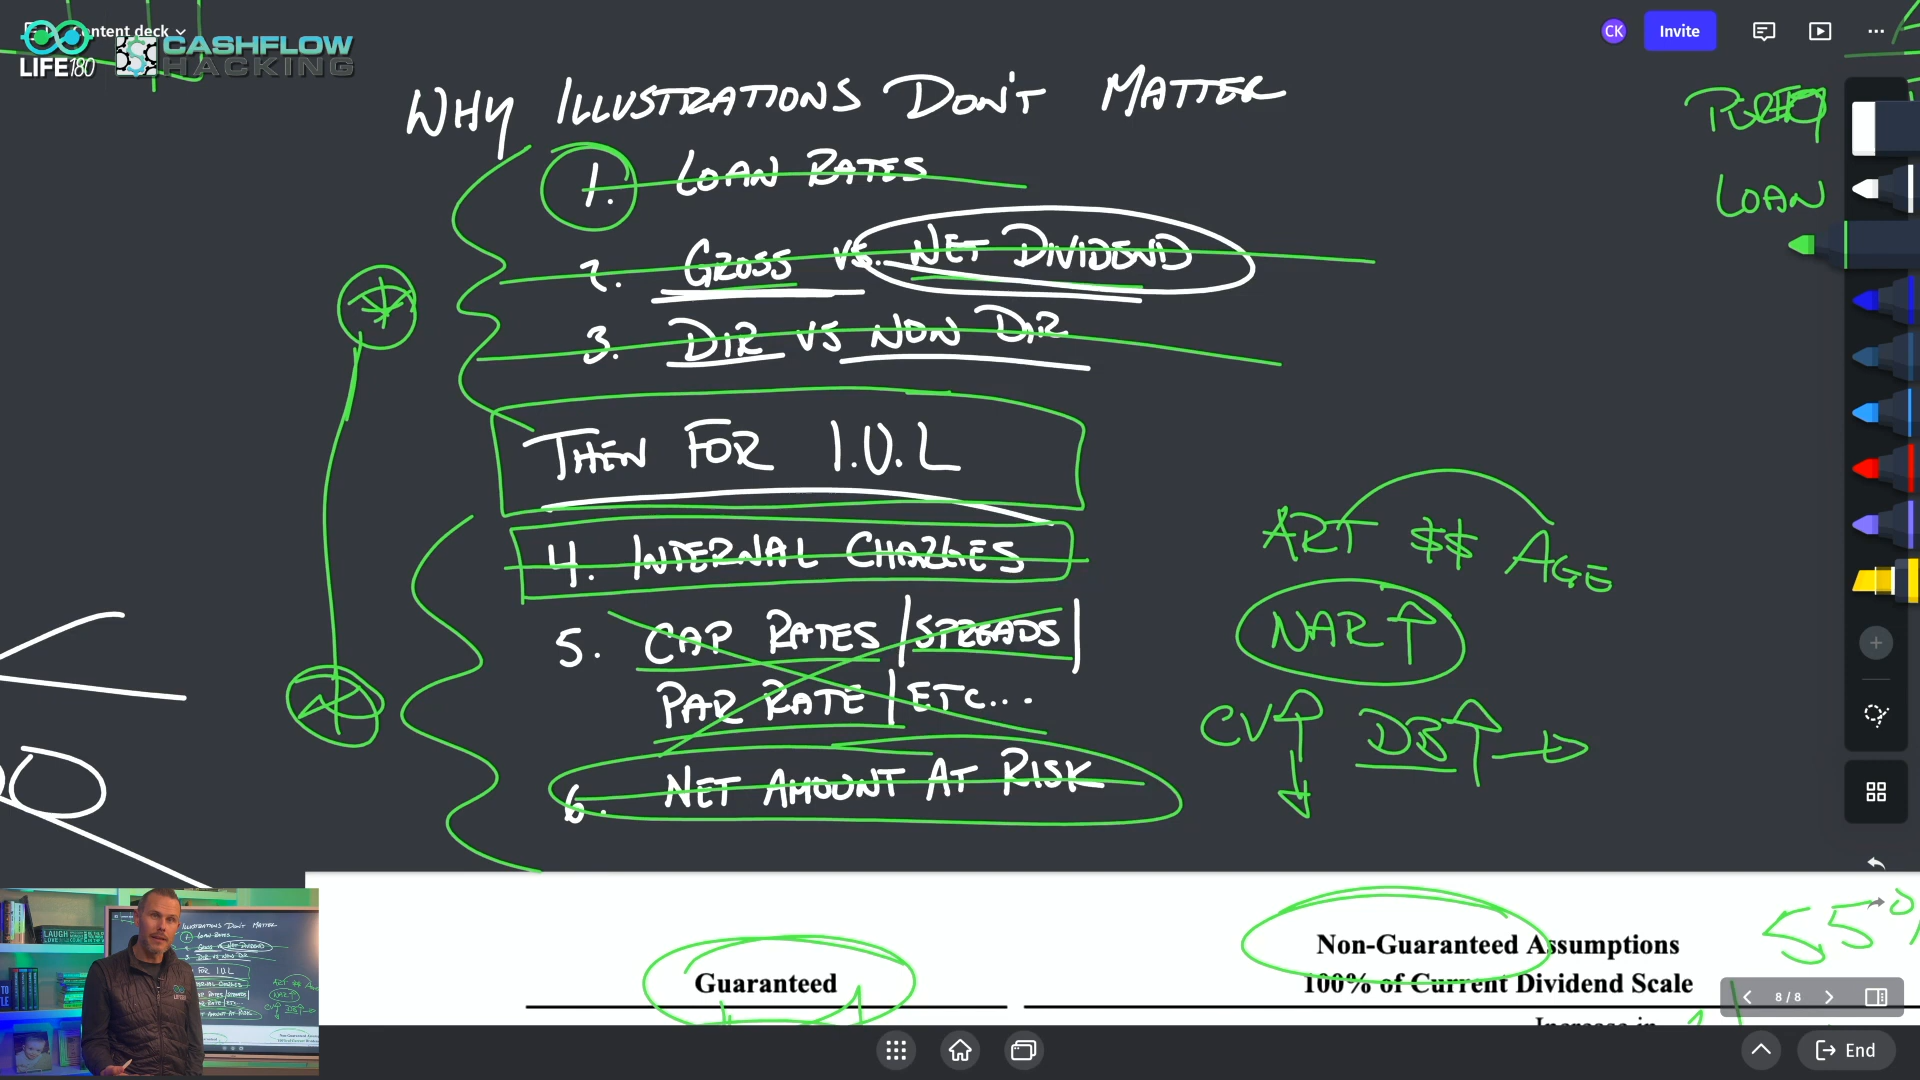 Content deck
LIFE180
CASHFLOW
HACKING
CK
Invite
WHY ILLUSTRATIONS DON'T MATTER
1. LOAN RATES
2. GROSS VS. NET DIVIDEND
3. DIR VS NON DIR
THEN FOR I.U.L
4. INTERNAL CHARGES
5. CAP RATES | SPREADS |
PAR RATE | ETC...
6. NET AMOUNT AT RISK
LOAN
ART $$ AGE
NAR↑
CV↑ DB↑
Guaranteed
Non-Guaranteed Assumptions
100% of Current Dividend Scale
Increase in
8 / 8
End
LAUGH